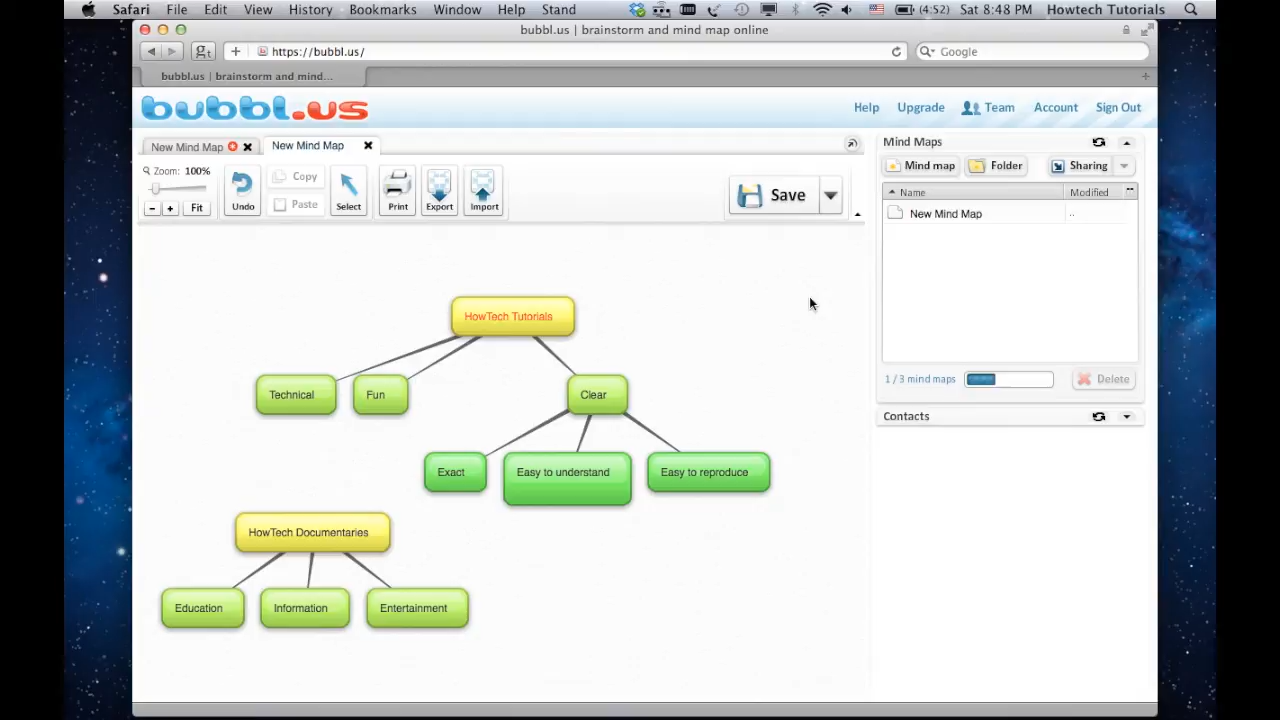 Safari File Edit View History Bookmarks Window Help Stand (4:52) Sat 8:48 PM Howtech Tutorials
bubbl.us | brainstorm and mind map online
gt + https://bubbl.us/ Google
bubbl.us | brainstorm and mind...
bubbl.us
Help Upgrade Team Account Sign Out
New Mind Map New Mind Map
Zoom: 100%
Fit
Undo
Copy
Paste
Select
Print
Export
Import
Save
Mind Maps
Mind map Folder Sharing
Name Modified
New Mind Map ..
1 / 3 mind maps Delete
Contacts
HowTech Tutorials
Technical Fun Clear
Exact Easy to understand Easy to reproduce
HowTech Documentaries
Education Information Entertainment